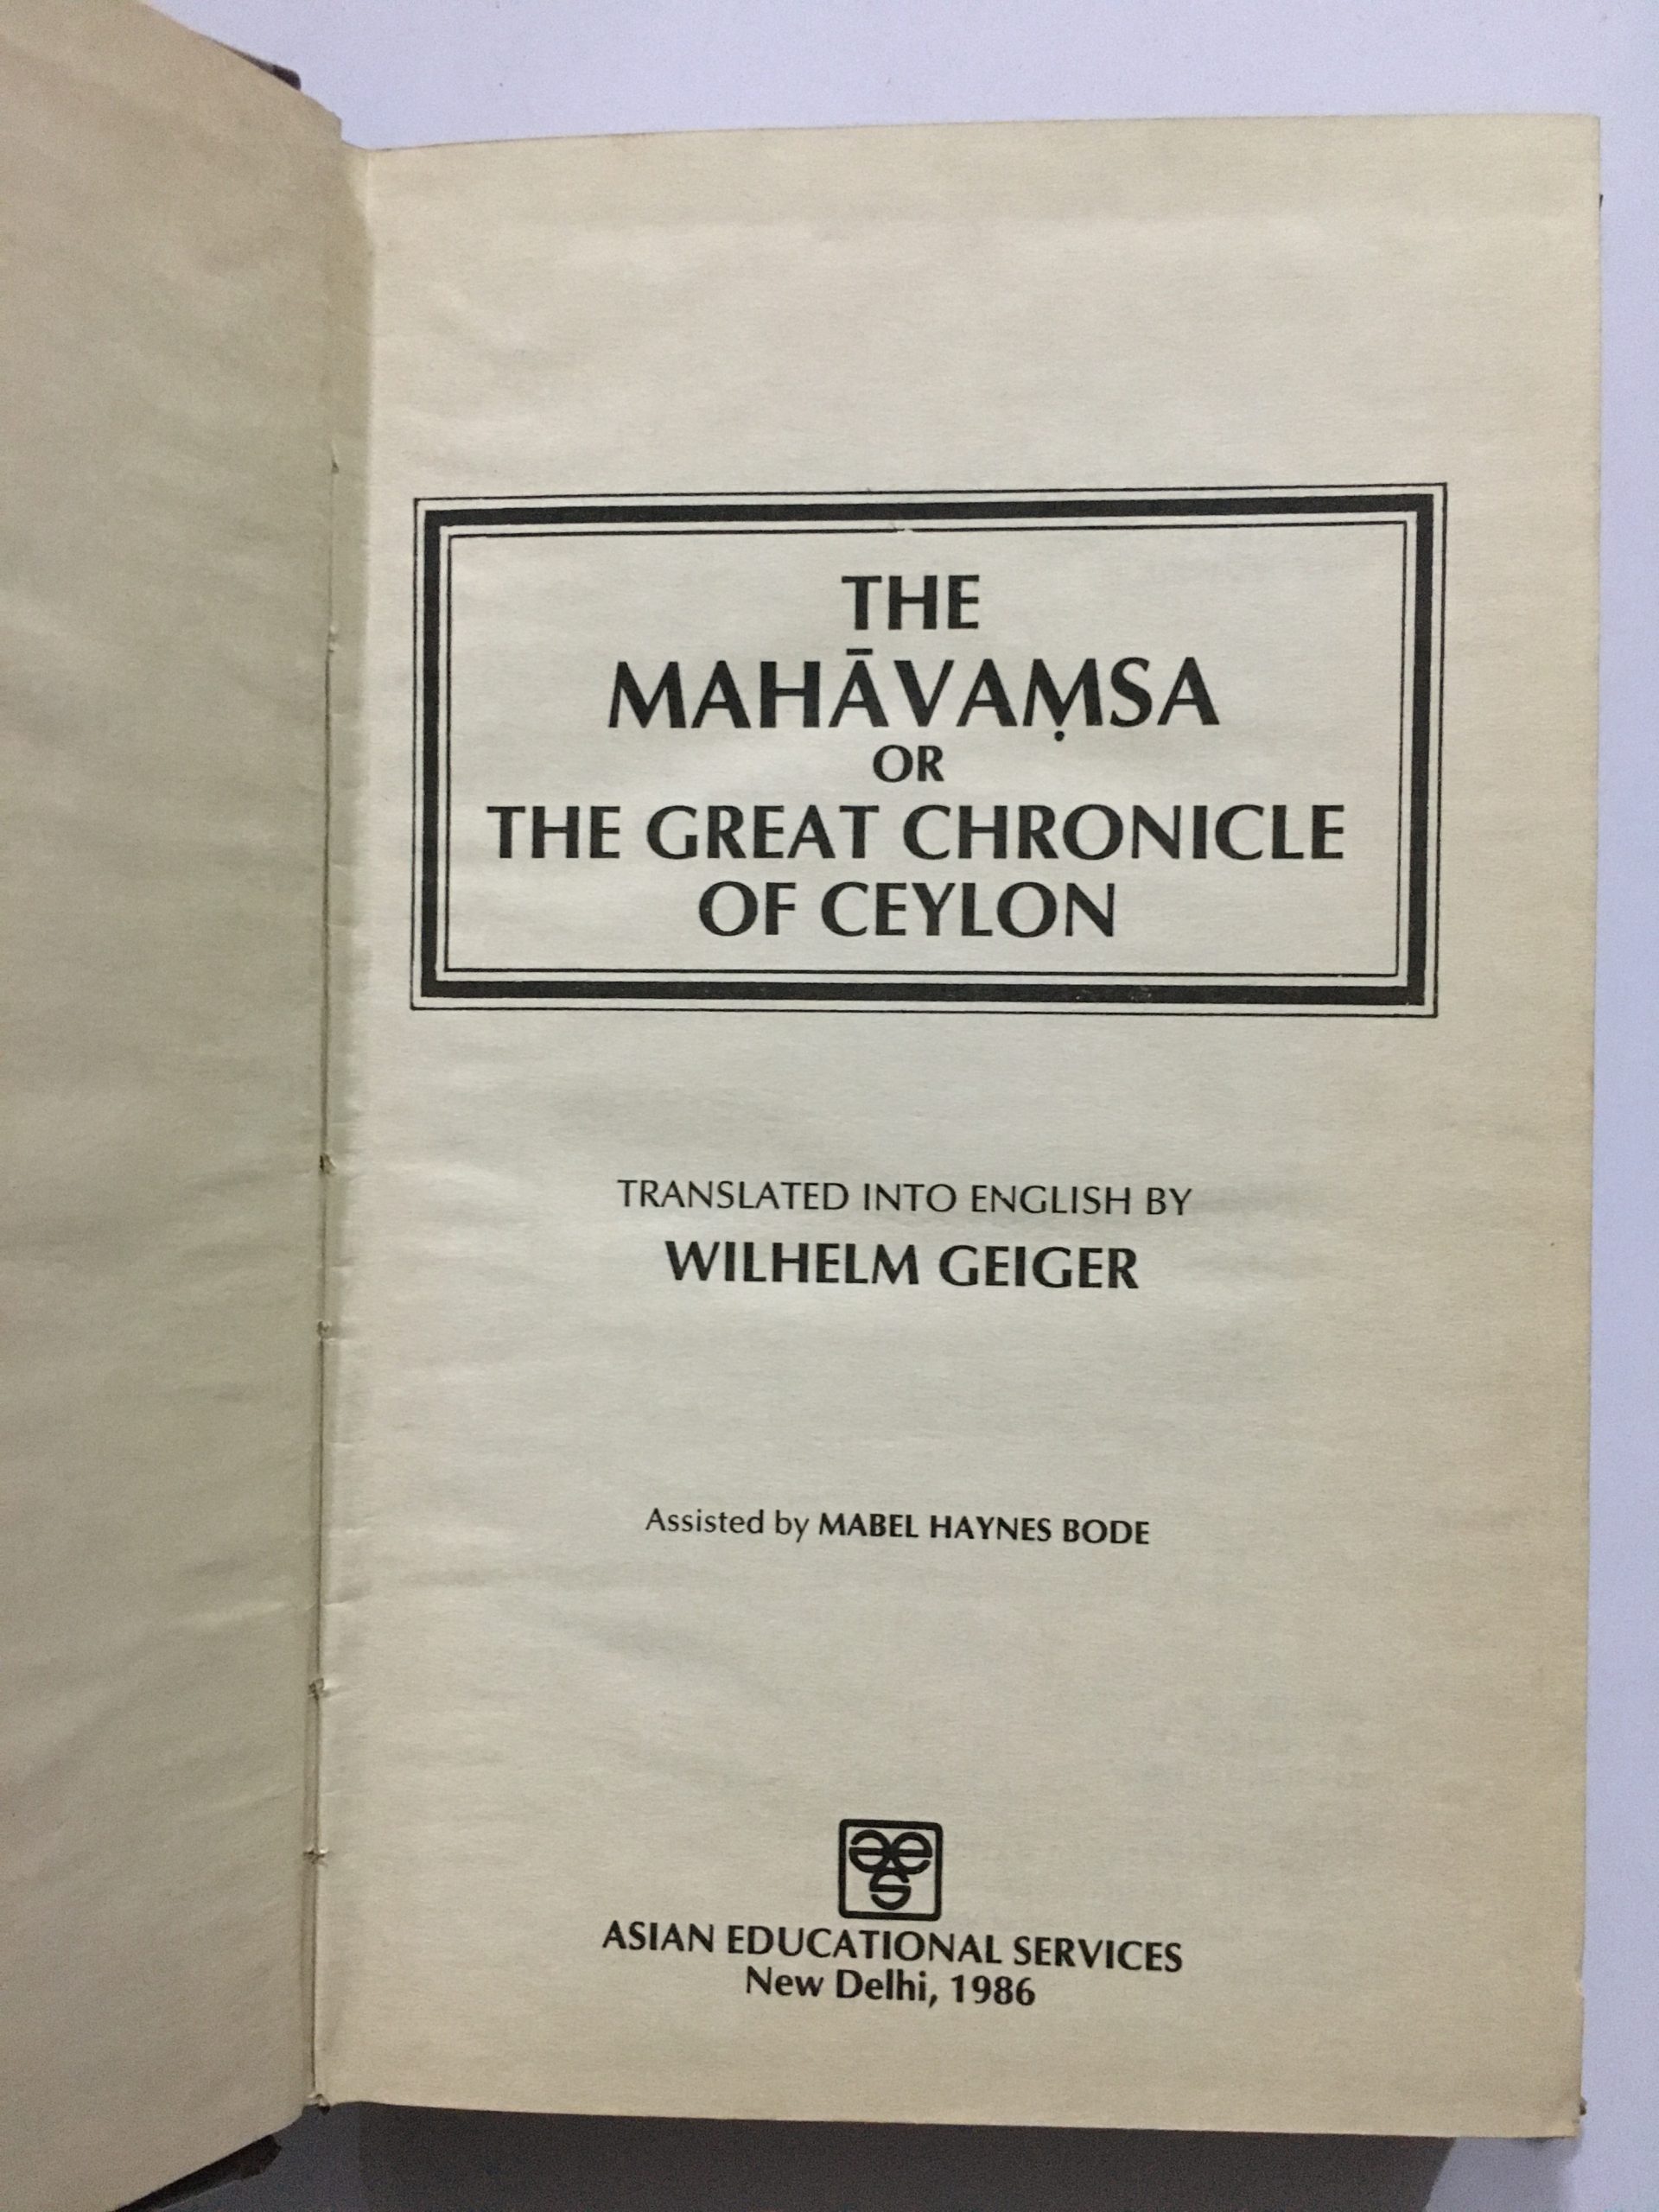 THE
MAHĀVAṂSA
OR
THE GREAT CHRONICLE
OF CEYLON
TRANSLATED INTO ENGLISH BY
WILHELM GEIGER
Assisted by MABEL HAYNES BODE
aes
ASIAN EDUCATIONAL SERVICES
New Delhi, 1986